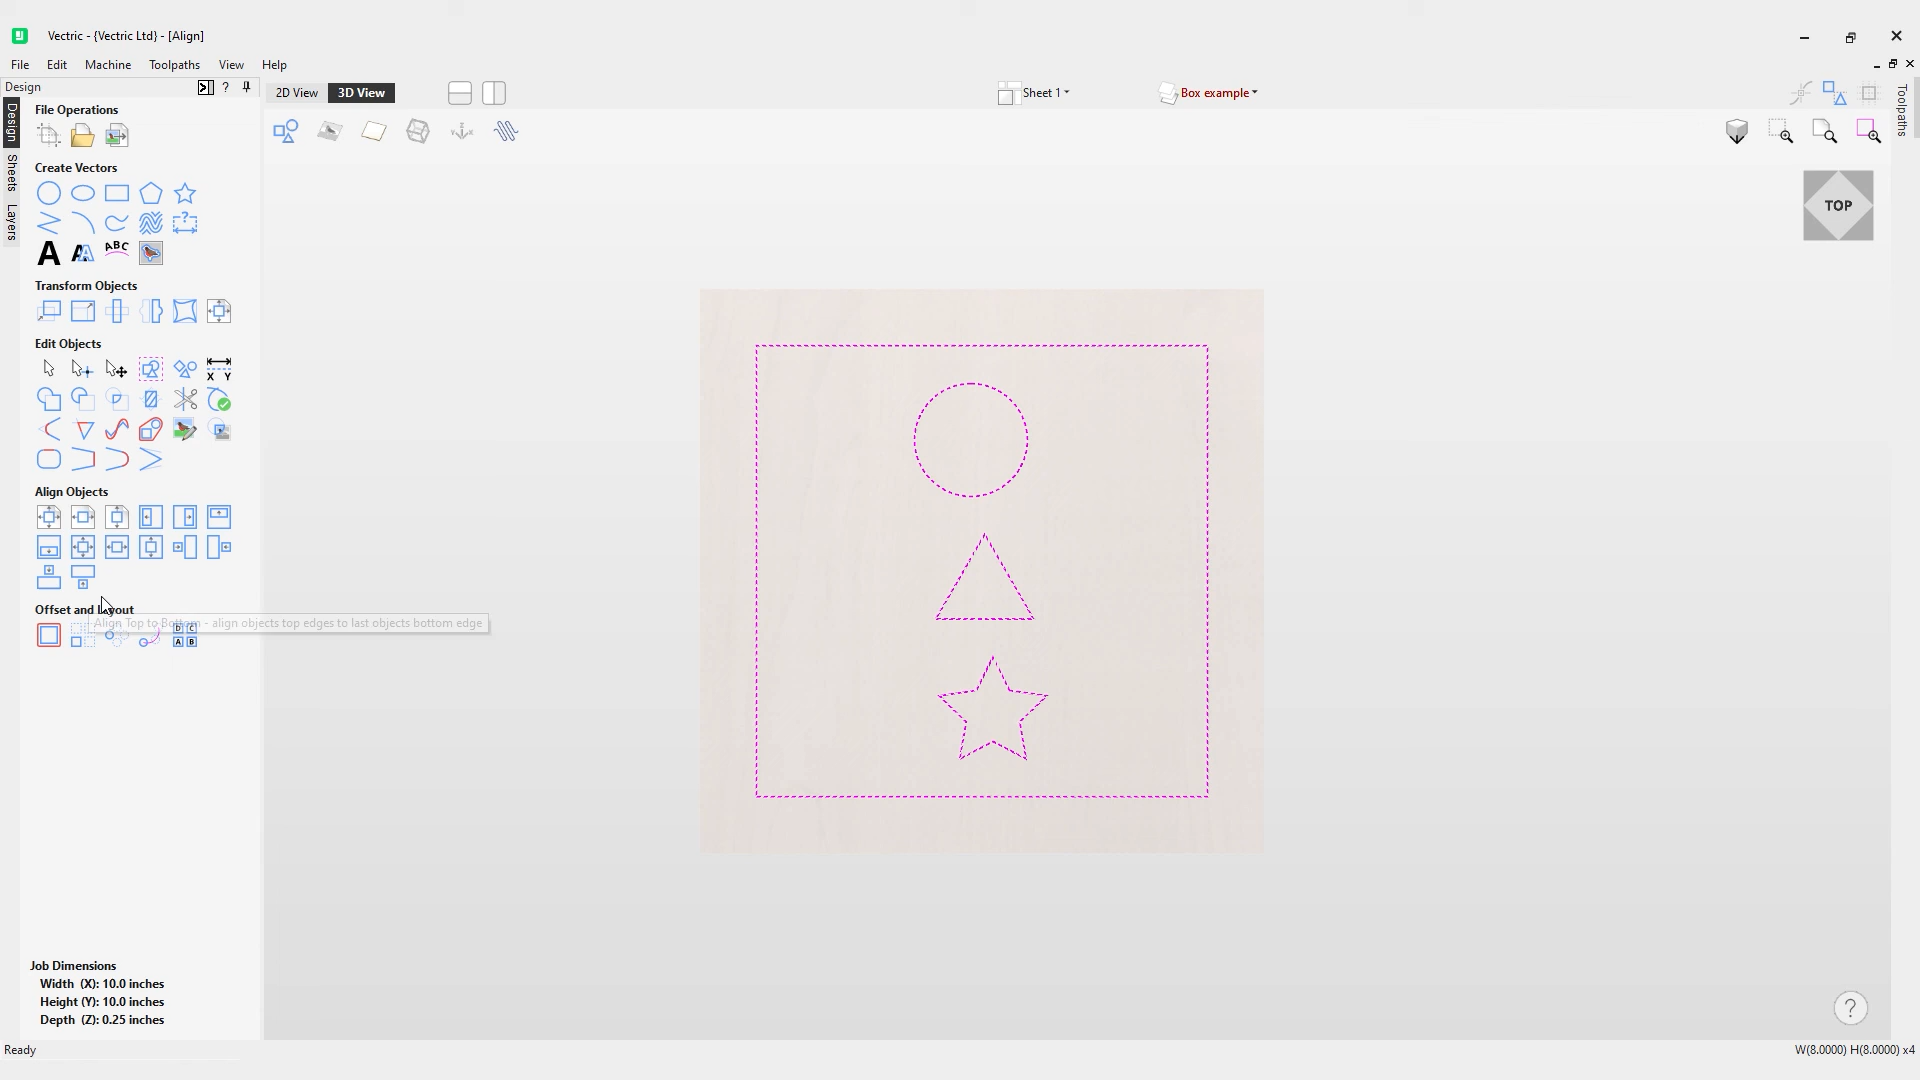 Vectric - {Vectric Ltd} - [Align]
File Edit Machine Toolpaths View Help
Design
?
2D View
3D View
Sheet 1
Box example
Toolpaths
Design
Sheets
Layers
File Operations
Create Vectors
?
A
A
ABC
TOP
Transform Objects
Edit Objects
X Y
Align Objects
Offset and Layout
Align Top to Bottom - align objects top edges to last objects bottom edge
D C
A B
Job Dimensions
Width (X): 10.0 inches
Height (Y): 10.0 inches
Depth (Z): 0.25 inches
?
Ready
W(8.0000) H(8.0000) x4